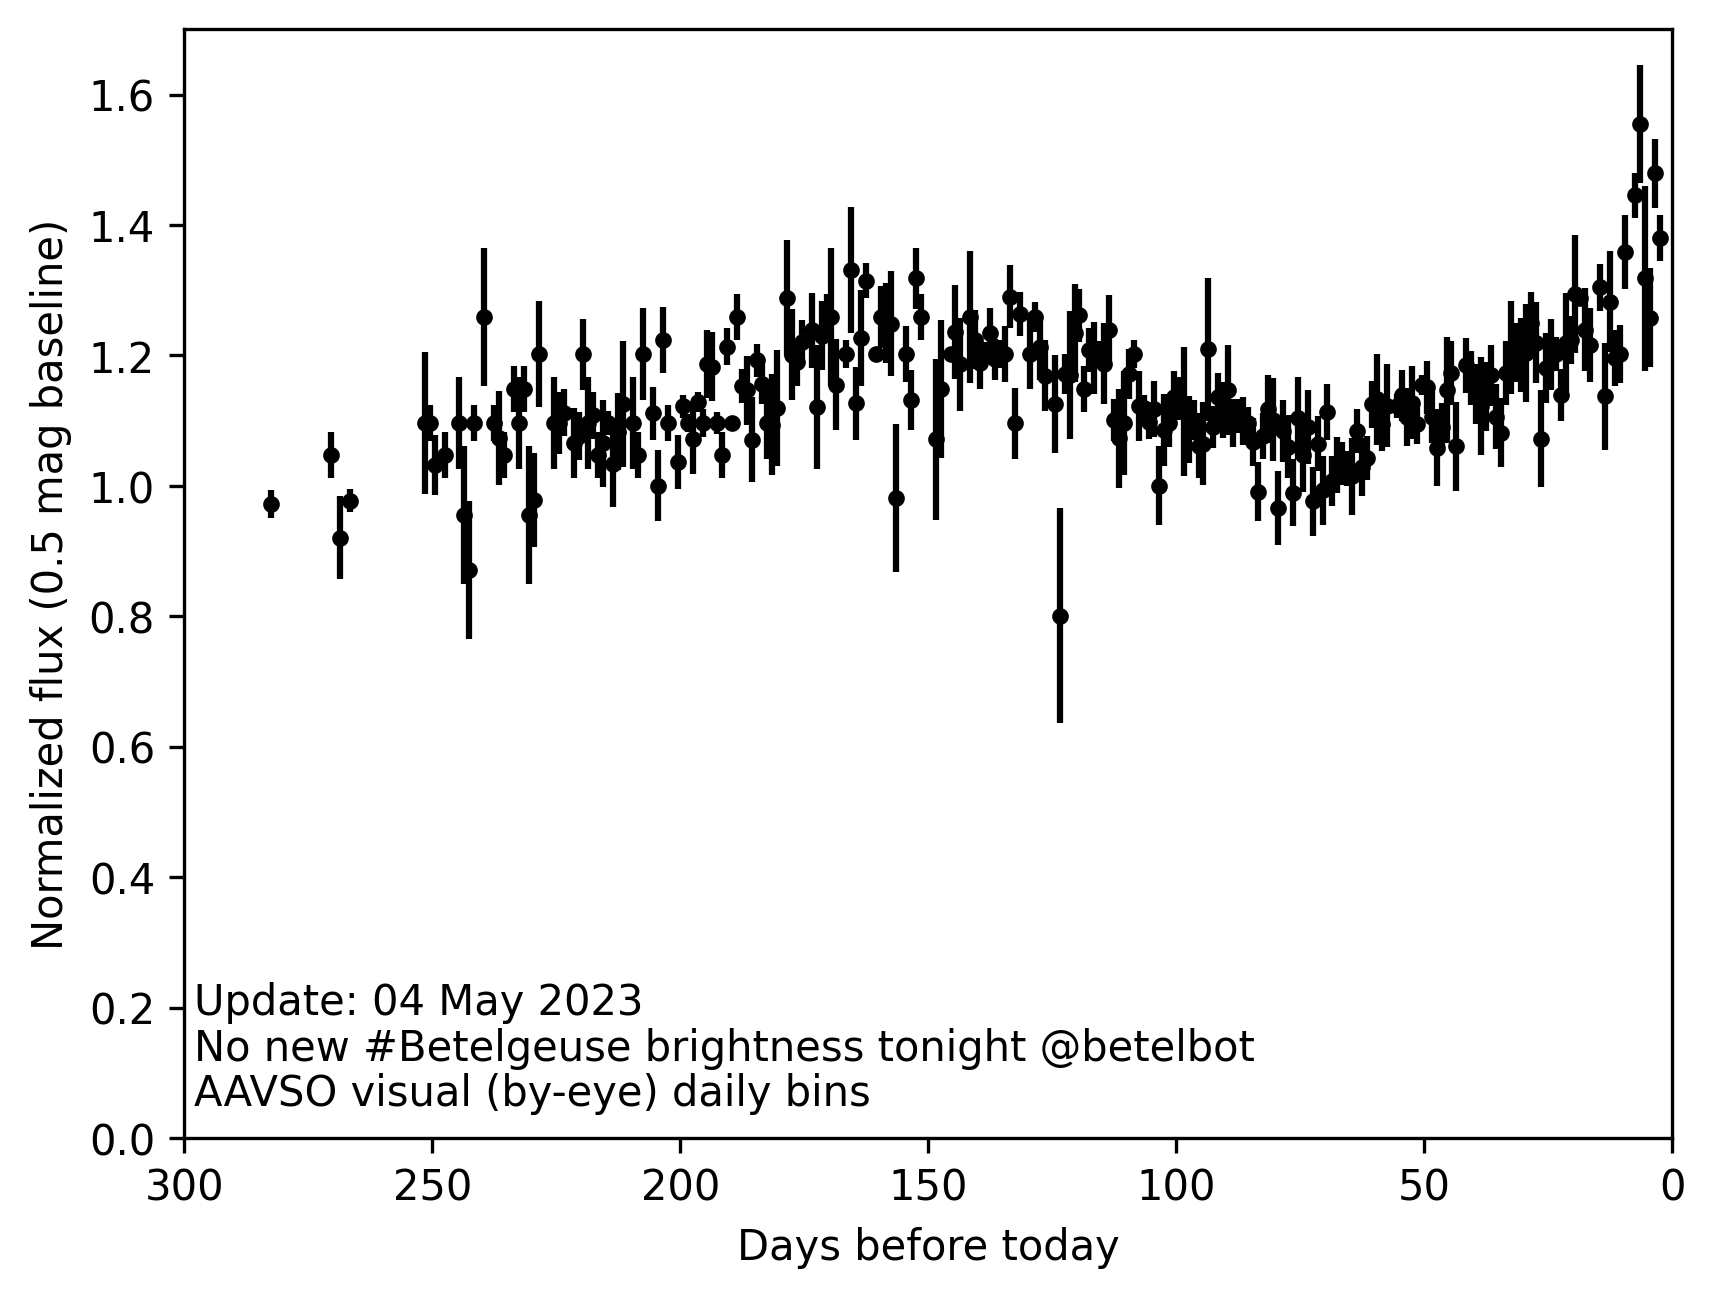 1.6
1.4
1.2
1.0
0.8
0.6
0.4
0.2
0.0
Normalized flux (0.5 mag baseline)
Update: 04 May 2023
No new #Betelgeuse brightness tonight @betelbot
AAVSO visual (by-eye) daily bins
300 250 200 150 100 50 0
Days before today